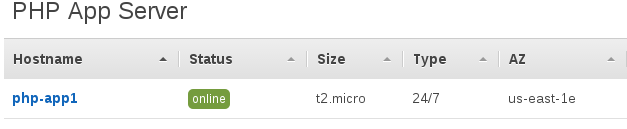 PHP App Server
Hostname Status Size Type AZ
php-app1 online t2.micro 24/7 us-east-1e